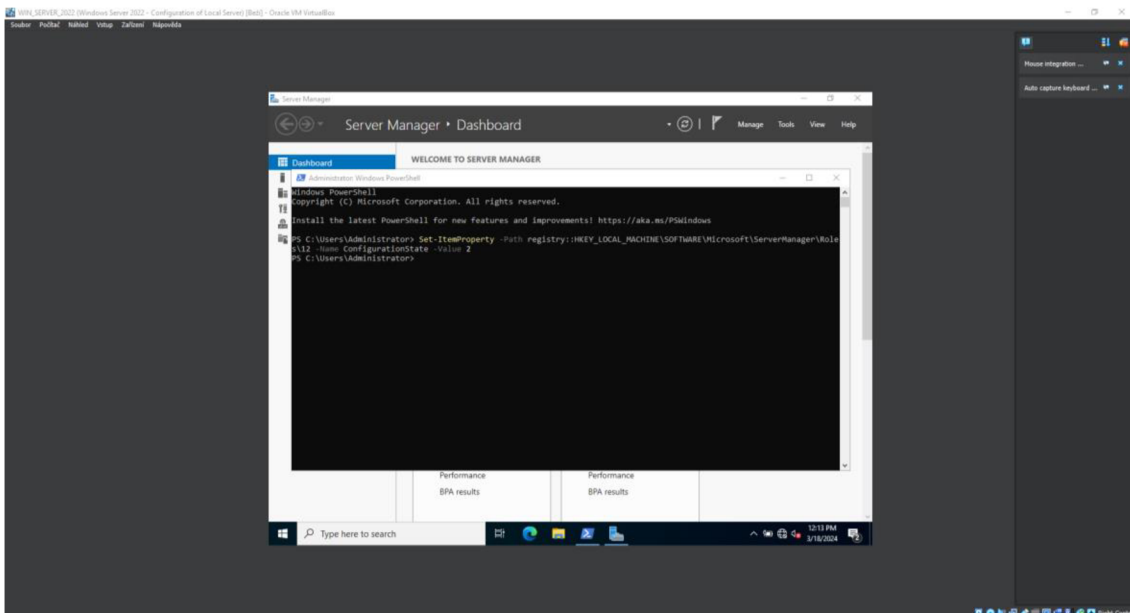 WIN_SERVER_2022 (Windows Server 2022 - Configuration of Local Server) [Běží] - Oracle VM VirtualBox
Soubor Počítač Náhled Vstup Zařízení Nápověda
Mouse integration ...
Auto capture keyboard ...
Server Manager
Server Manager • Dashboard
Manage Tools View Help
Dashboard
WELCOME TO SERVER MANAGER
Administrator: Windows PowerShell
Windows PowerShell
Copyright (C) Microsoft Corporation. All rights reserved.
Install the latest PowerShell for new features and improvements! https://aka.ms/PSWindows
PS C:\Users\Administrator> Set-ItemProperty -Path registry::HKEY_LOCAL_MACHINE\SOFTWARE\Microsoft\ServerManager\Role
s\12 -Name ConfigurationState -Value 2
PS C:\Users\Administrator>
Performance Performance
BPA results BPA results
Type here to search
12:13 PM
3/18/2024
2